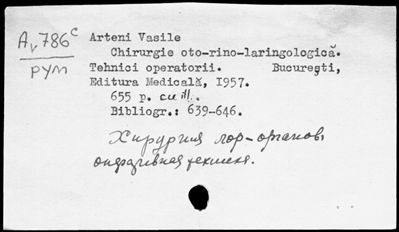 Av786c Arteni Vasile
рум Chirurgie oto-rino-laringologică.
Tehnici operatorii. București,
Editura Medicală, 1957.
655 p. cu ill.
Bibliogr.: 639-646.
Хирургия лор-органов,
оперативная техника.